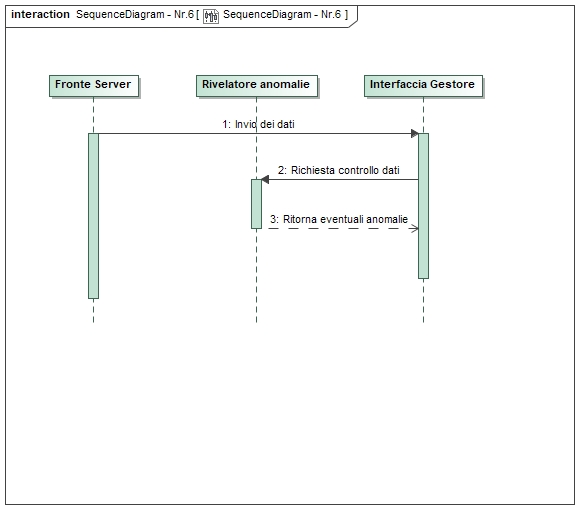 interaction SequenceDiagram - Nr.6 [ SequenceDiagram - Nr.6 ]
Fronte Server
Rivelatore anomalie
Interfaccia Gestore
1: Invio dei dati
2: Richiesta controllo dati
3: Ritorna eventuali anomalie